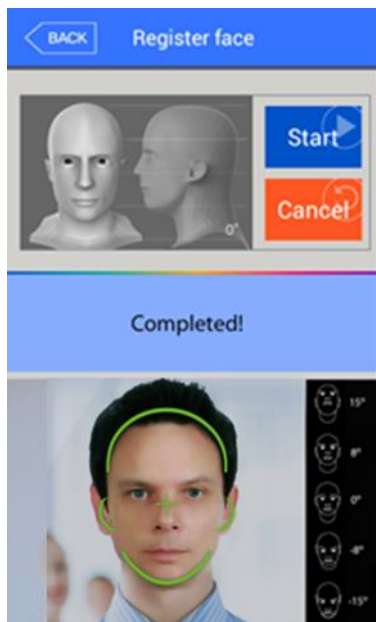 BACK
Register face
Start
Cancel
0°
Completed!
15°
8°
0°
-8°
-15°